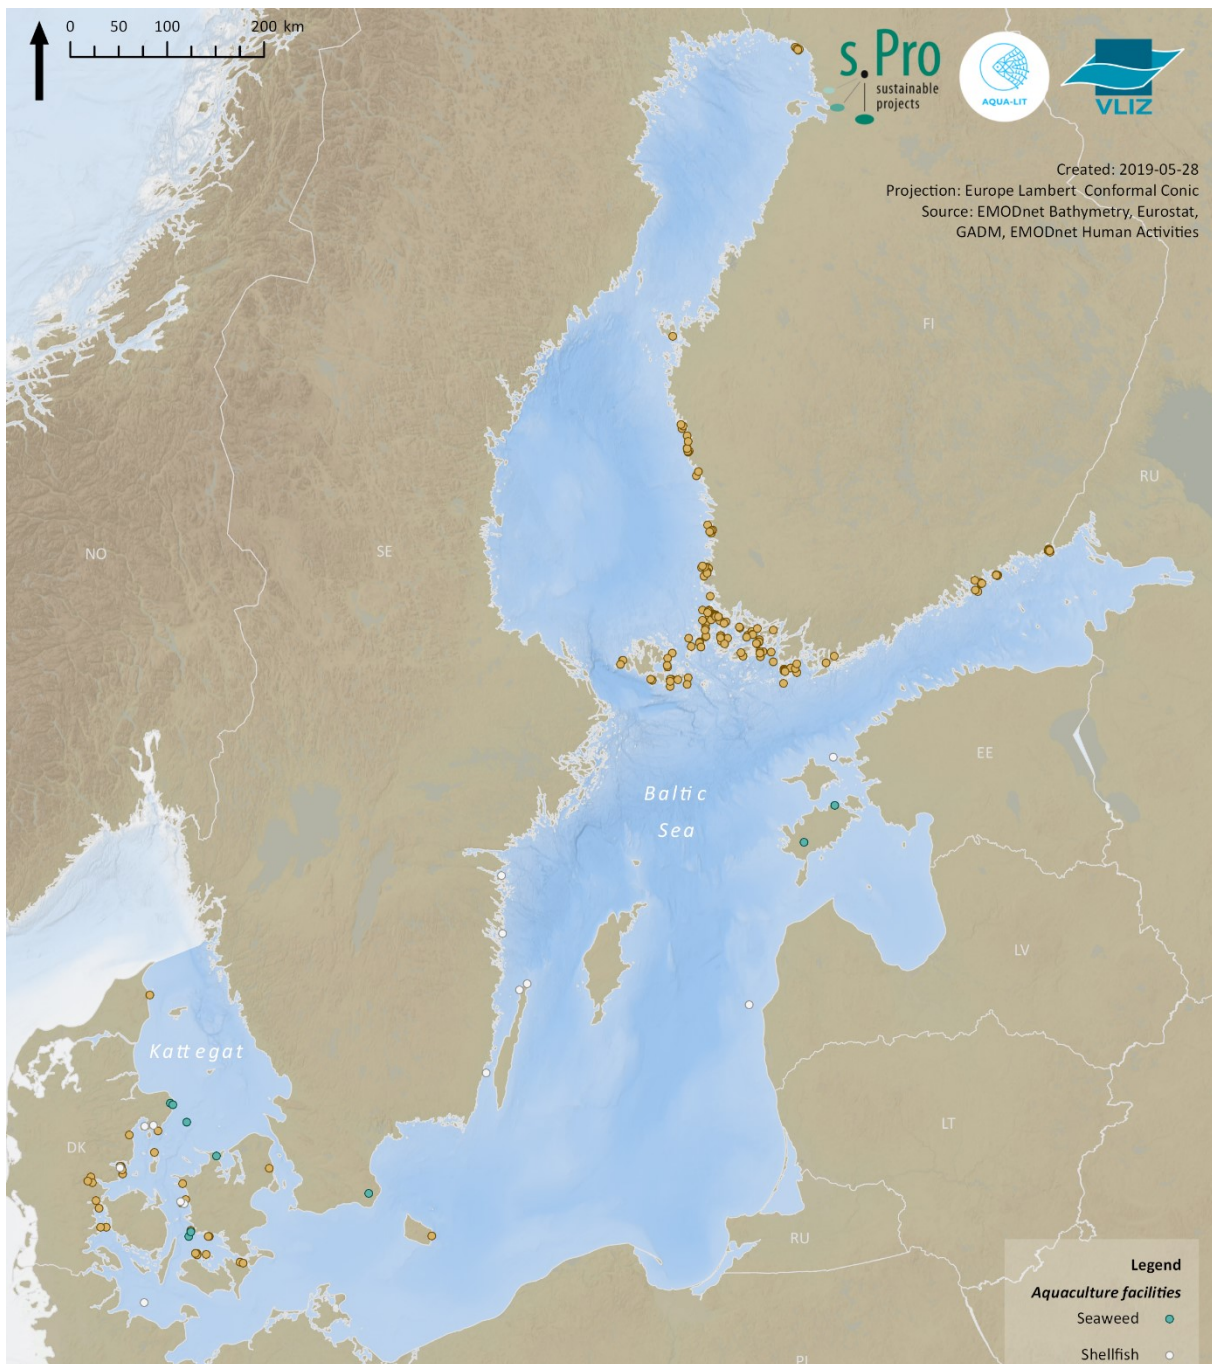 0 50 100 200 km
s.Pro
sustainable
projects
AQUA-LIT
VLIZ
Created: 2019-05-28
Projection: Europe Lambert Conformal Conic
Source: EMODnet Bathymetry, Eurostat,
GADM, EMODnet Human Activities
FI
RU
NO
SE
EE
Baltic
Sea
LV
Kattegat
LT
DK
RU
Legend
Aquaculture facilities
Seaweed
Shellfish
PL